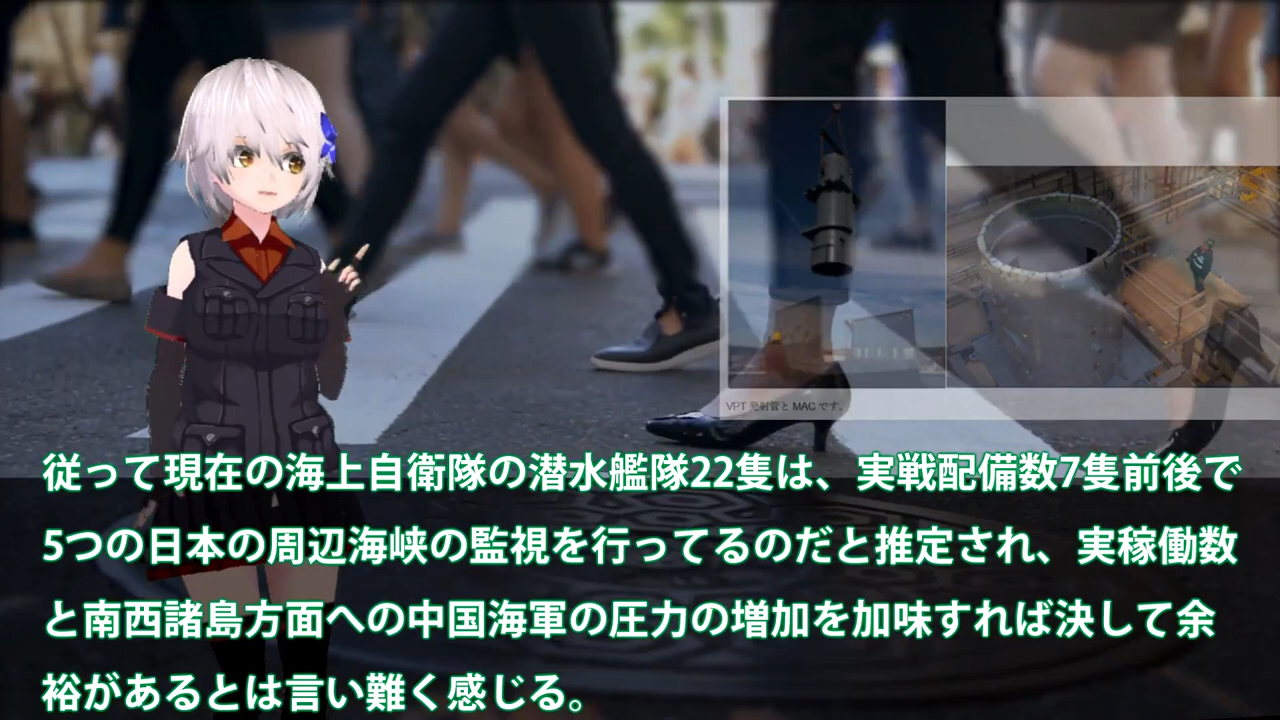 VPT 発射管と MAC です。
従って現在の海上自衛隊の潜水艦隊22隻は、実戦配備数7隻前後で
5つの日本の周辺海峡の監視を行ってるのだと推定され、実稼働数
と南西諸島方面への中国海軍の圧力の増加を加味すれば決して余
裕があるとは言い難く感じる。